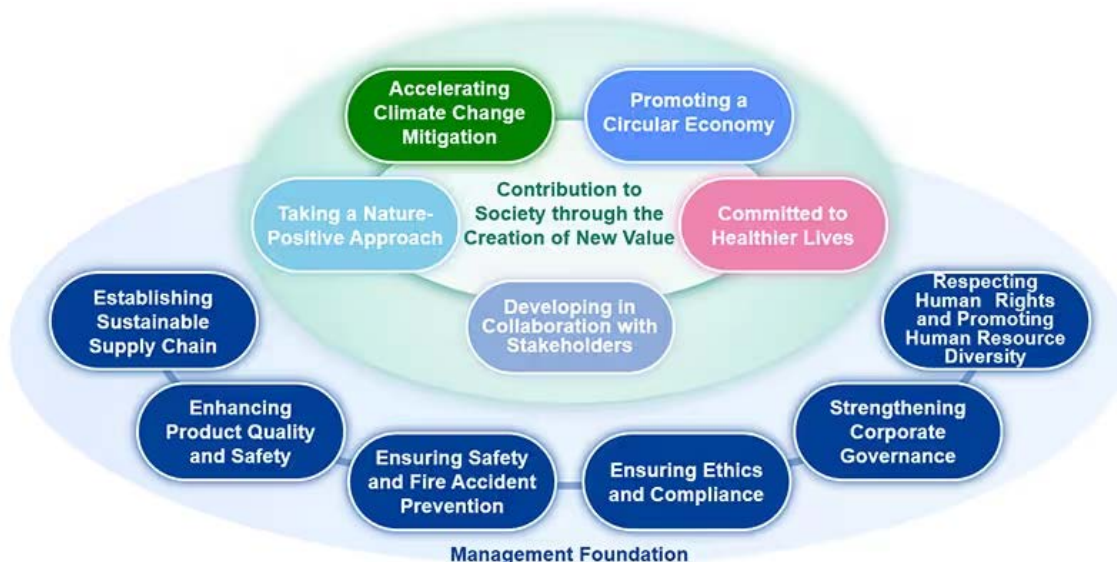 Accelerating
Climate Change
Mitigation
Promoting a
Circular Economy
Taking a Nature-
Positive Approach
Contribution to
Society through the
Creation of New Value
Committed to
Healthier Lives
Developing in
Collaboration with
Stakeholders
Establishing
Sustainable
Supply Chain
Respecting
Human Rights
and Promoting
Human Resource
Diversity
Enhancing
Product Quality
and Safety
Strengthening
Corporate
Governance
Ensuring Safety
and Fire Accident
Prevention
Ensuring Ethics
and Compliance
Management Foundation